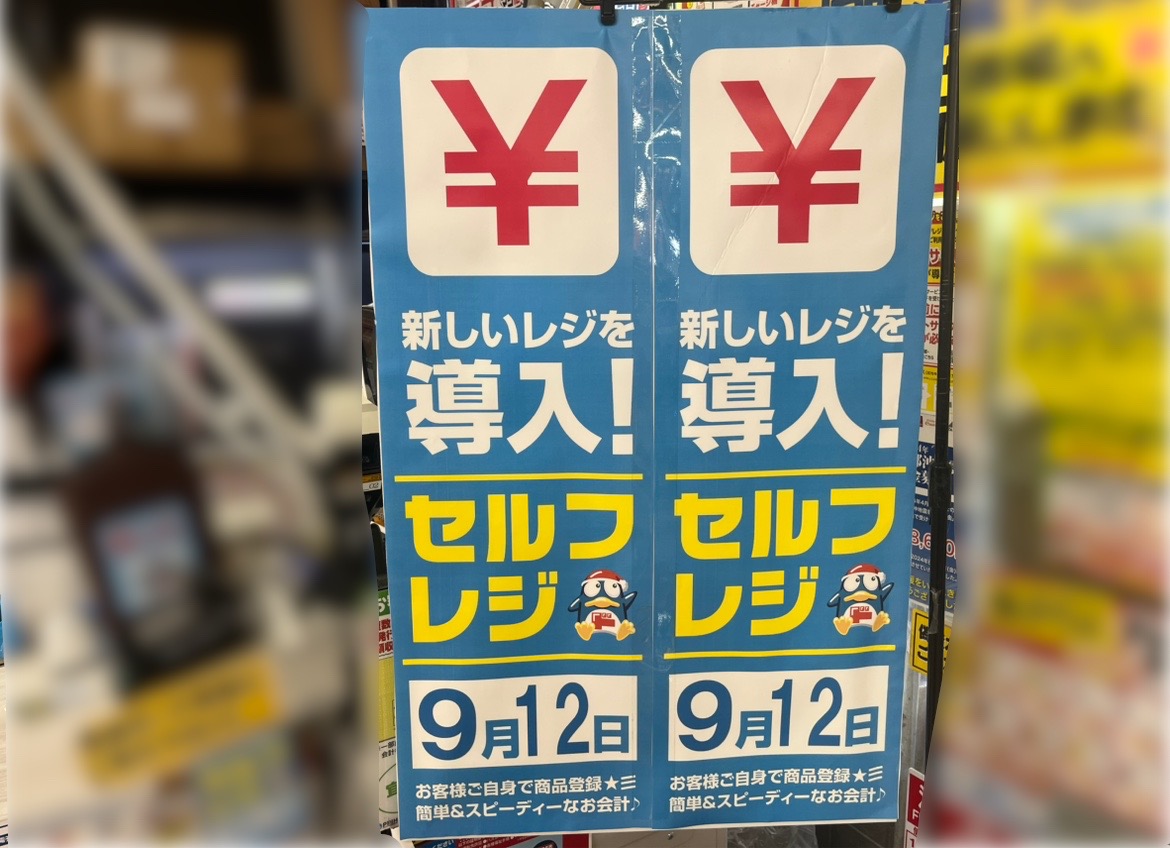 ¥
新しいレジを
導入!
セルフ
レジ
9月12日
お客様ご自身で商品登録★彡
簡単&スピーディーなお会計♪
¥
新しいレジを
導入!
セルフ
レジ
9月12日
お客様ご自身で商品登録★彡
簡単&スピーディーなお会計♪